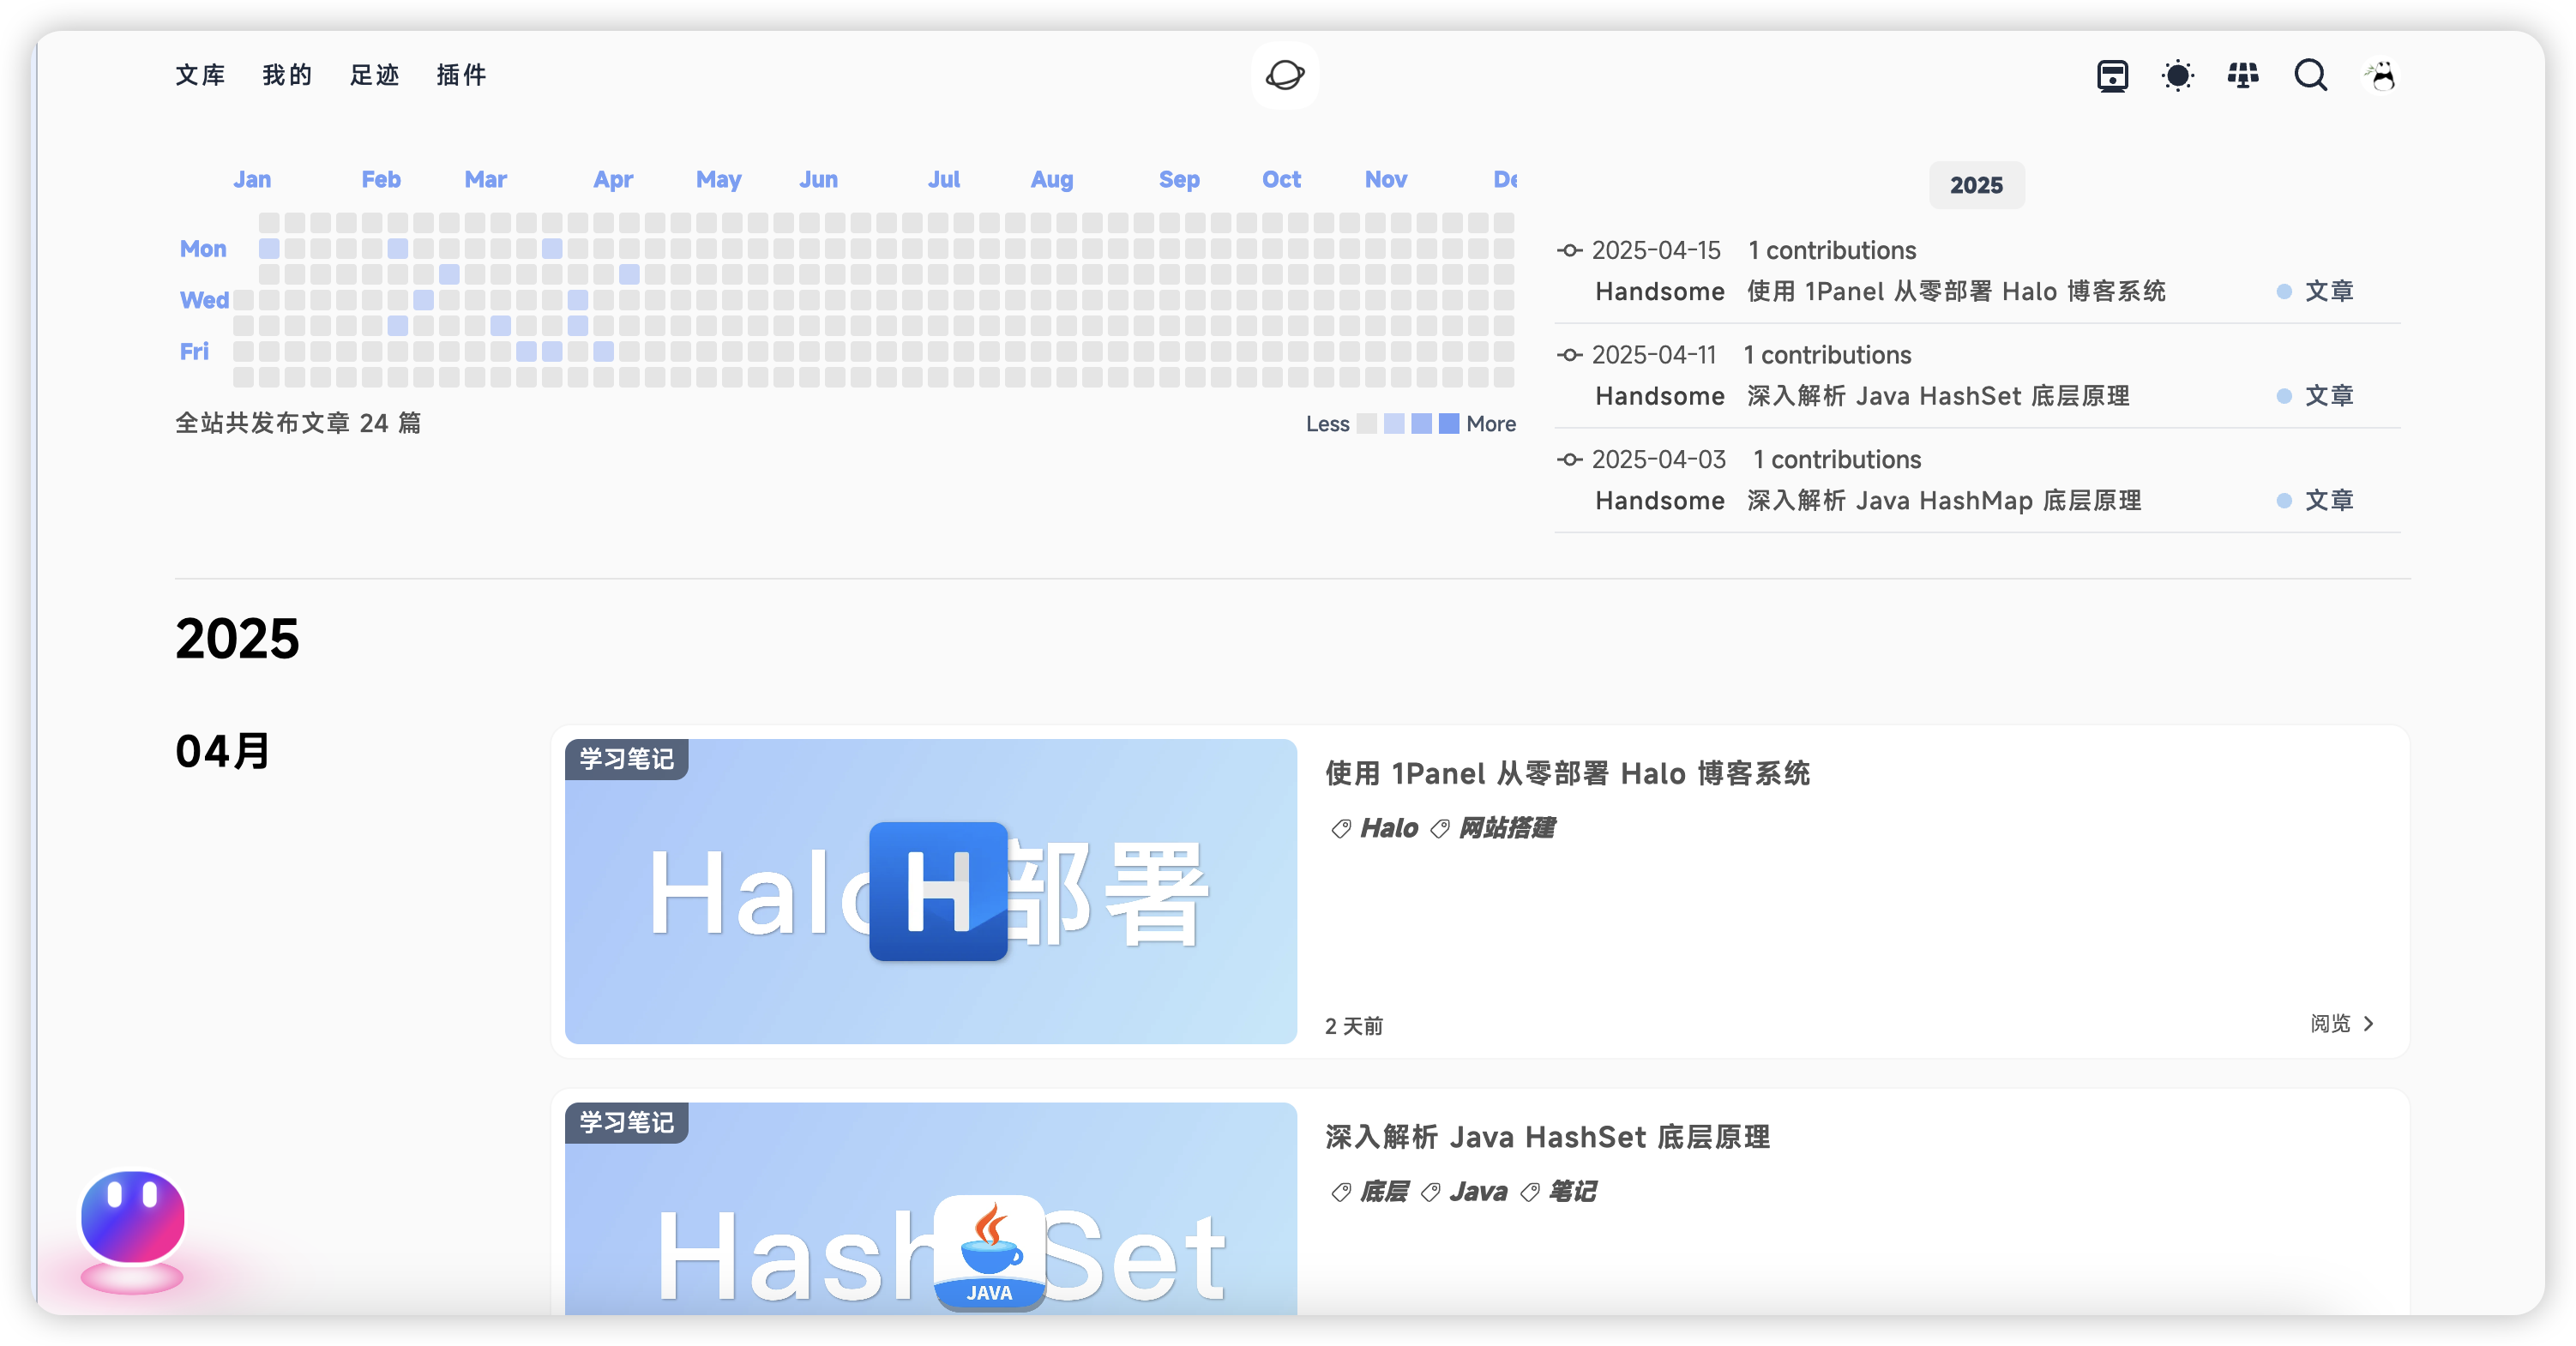 文库 我的 足迹 插件
Jan Feb Mar Apr May Jun Jul Aug Sep Oct Nov De
Mon
Wed
Fri
全站共发布文章 24 篇
Less More
2025
2025-04-15 1 contributions
Handsome 使用 1Panel 从零部署 Halo 博客系统 文章
2025-04-11 1 contributions
Handsome 深入解析 Java HashSet 底层原理 文章
2025-04-03 1 contributions
Handsome 深入解析 Java HashMap 底层原理 文章
2025
04月
学习笔记
Halo 部署
H
使用 1Panel 从零部署 Halo 博客系统
Halo 网站搭建
2 天前
阅览
学习笔记
Hash Set
JAVA
深入解析 Java HashSet 底层原理
底层 Java 笔记